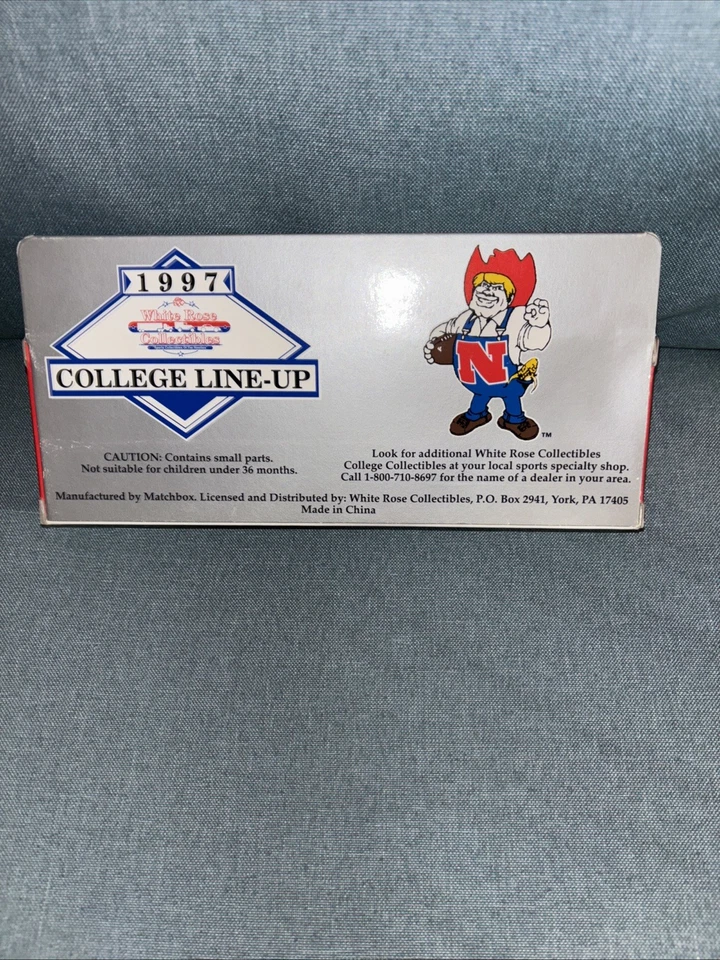 1997
White Rose
Collectibles
COLLEGE LINE-UP
N
TM
CAUTION: Contains small parts.
Not suitable for children under 36 months.
Look for additional White Rose Collectibles
College Collectibles at your local sports specialty shop.
Call 1-800-710-8697 for the name of a dealer in your area.
Manufactured by Matchbox. Licensed and Distributed by: White Rose Collectibles, P.O. Box 2941, York, PA 17405
Made in China